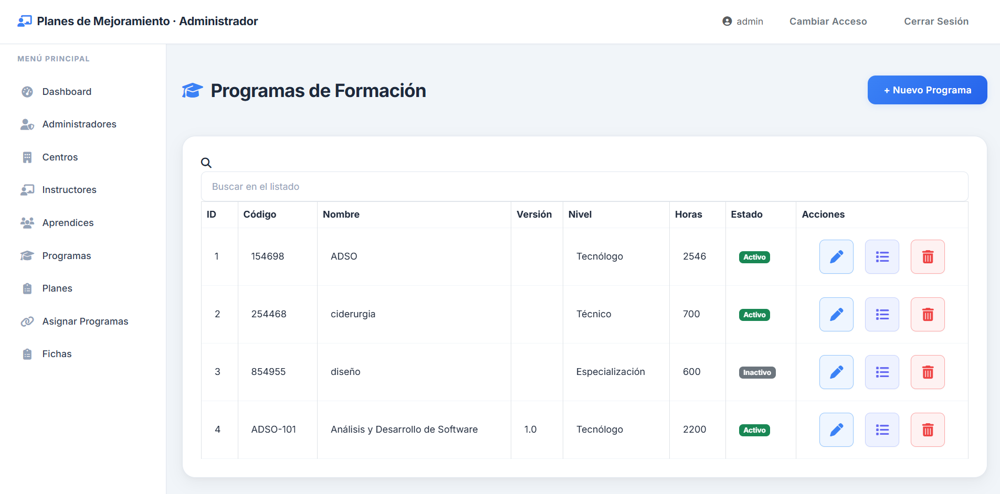 Planes de Mejoramiento · Administrador
admin
Cambiar Acceso
Cerrar Sesión
MENÚ PRINCIPAL
Dashboard
Administradores
Centros
Instructores
Aprendices
Programas
Planes
Asignar Programas
Fichas
Programas de Formación
+ Nuevo Programa
Buscar en el listado
ID Código Nombre Versión Nivel Horas Estado Acciones
1 154698 ADSO Tecnólogo 2546 Activo
2 254468 ciderurgia Técnico 700 Activo
3 854955 diseño Especialización 600 Inactivo
4 ADSO-101 Análisis y Desarrollo de Software 1.0 Tecnólogo 2200 Activo